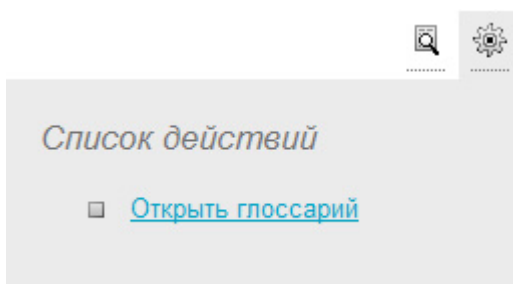 Список действий
Открыть глоссарий